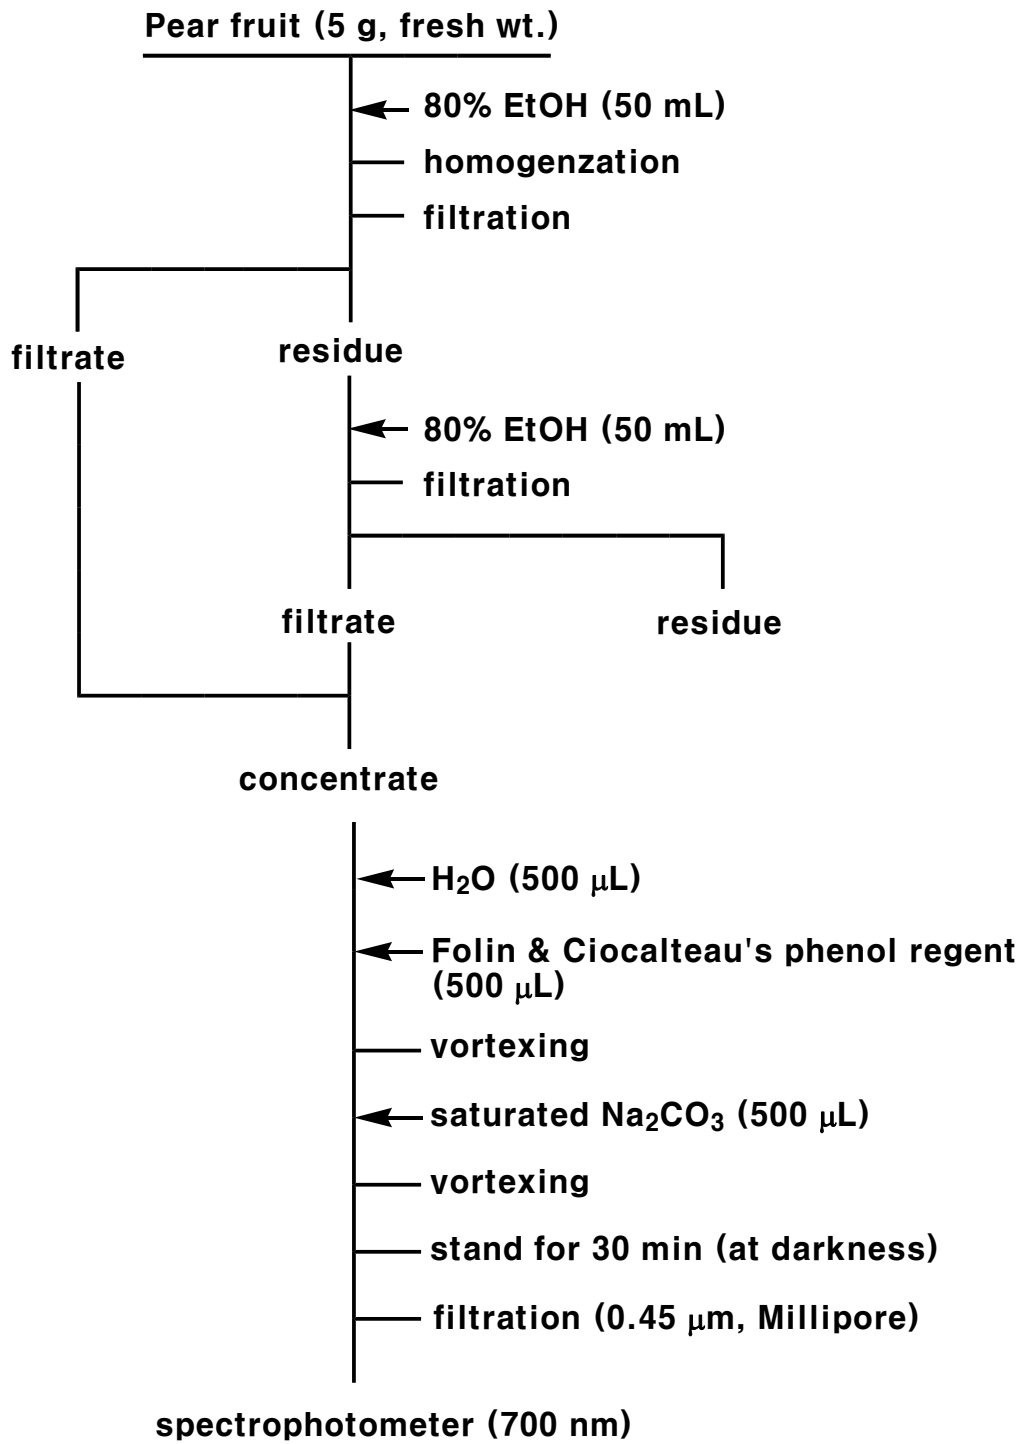 Pear fruit (5 g, fresh wt.)
80% EtOH (50 mL)
homogenzation
filtration
filtrate
residue
80% EtOH (50 mL)
filtration
filtrate
residue
concentrate
H₂O (500 μL)
Folin & Ciocalteau's phenol regent
(500 μL)
vortexing
saturated Na₂CO₃ (500 μL)
vortexing
stand for 30 min (at darkness)
filtration (0.45 μm, Millipore)
spectrophotometer (700 nm)